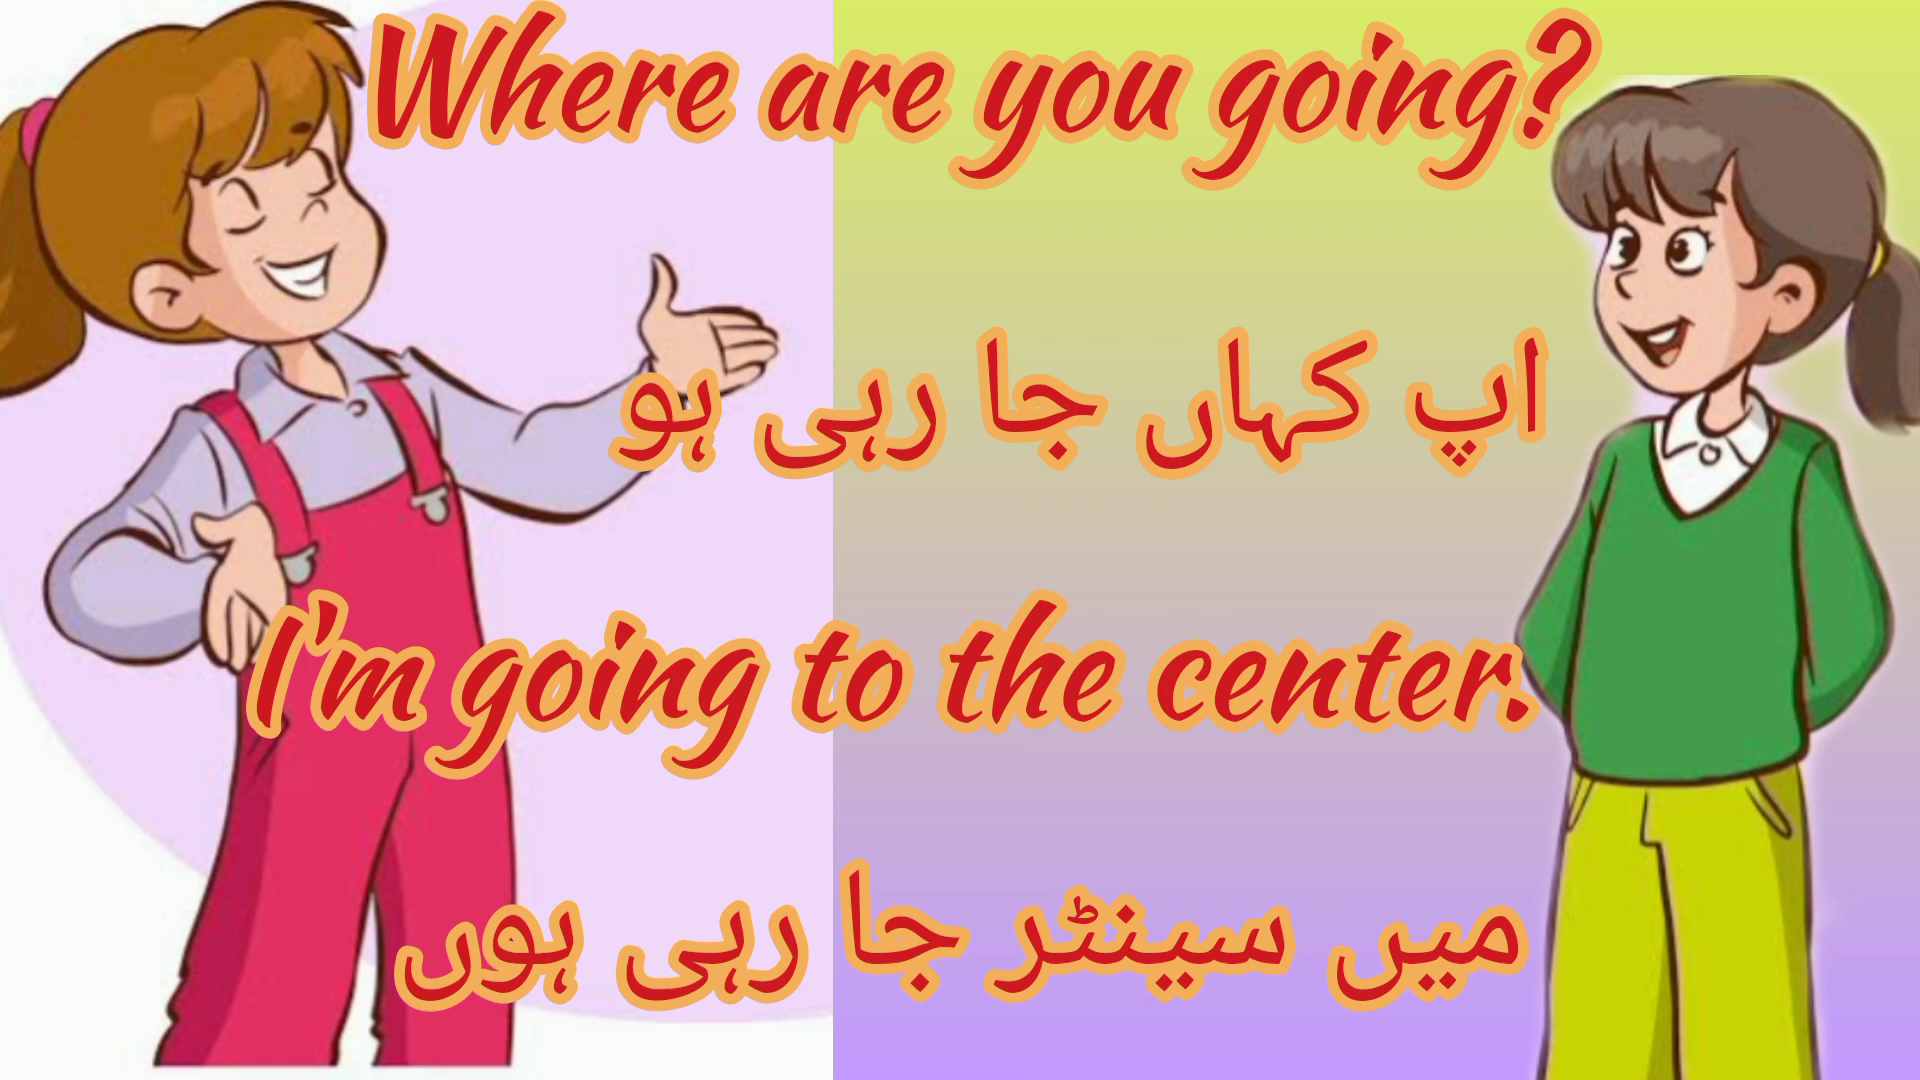 Where are you going?
اپ کہاں جا رہی ہو
I'm going to the center.
میں سینٹر جا رہی ہوں